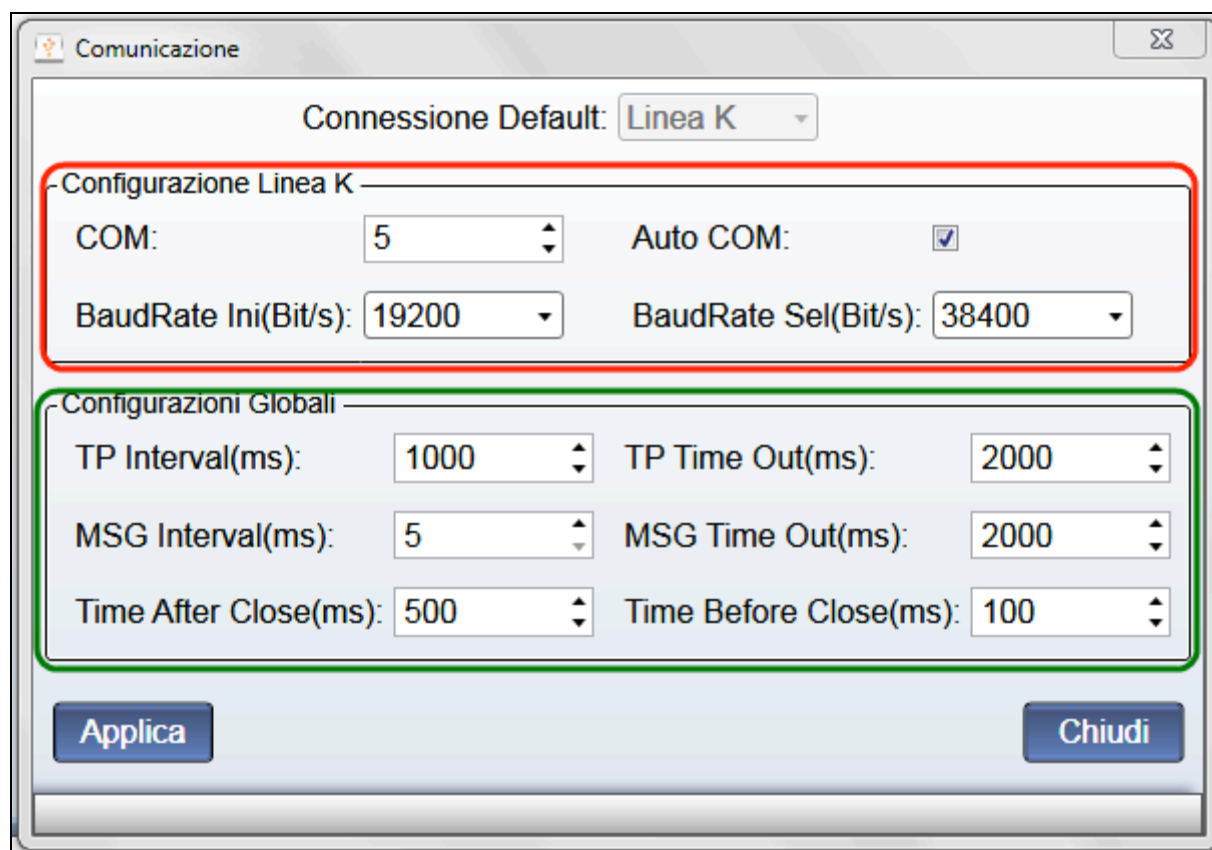 Comunicazione
Connessione Default: Linea K
Configurazione Linea K
COM: 5 Auto COM:
BaudRate Ini(Bit/s): 19200 BaudRate Sel(Bit/s): 38400
Configurazioni Globali
TP Interval(ms): 1000 TP Time Out(ms): 2000
MSG Interval(ms): 5 MSG Time Out(ms): 2000
Time After Close(ms): 500 Time Before Close(ms): 100
Applica Chiudi